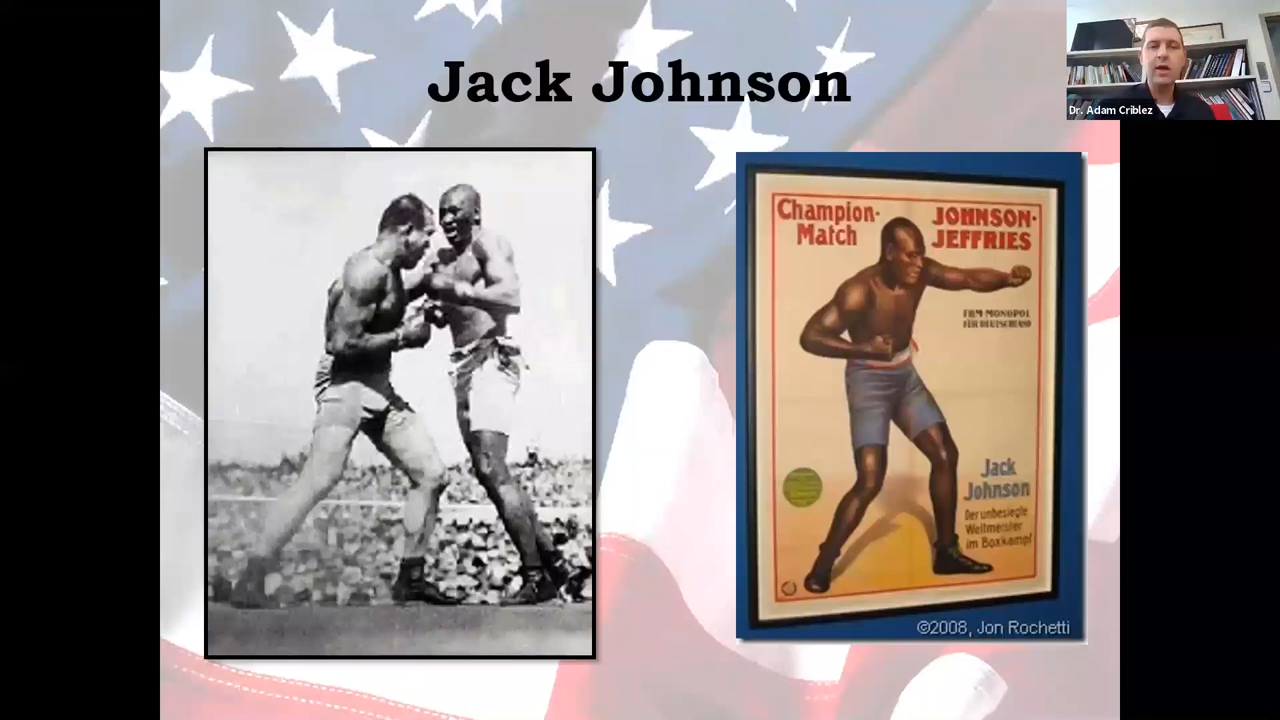 Jack Johnson
Dr. Adam Criblez
Champion-
Match
JOHNSON-
JEFFRIES
FILM MONOPOL
FÜR DEUTSCHLAND
Jack
Johnson
Der unbesiegte
Weltmeister
im Boxkampf
©2008, Jon Rochetti